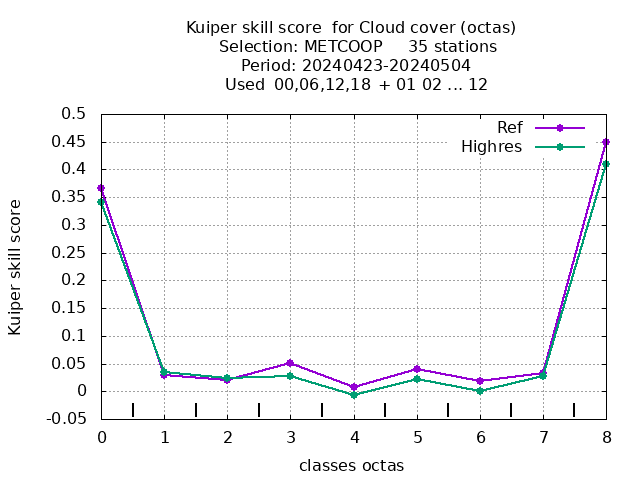 Kuiper skill score  for Cloud cover (octas)
Selection: METCOOP     35 stations
Period: 20240423-20240504
Used  00,06,12,18 + 01 02 ... 12
Ref
Highres
0.5
0.45
0.4
0.35
0.3
0.25
0.2
0.15
0.1
0.05
0
-0.05
Kuiper skill score
0 1 2 3 4 5 6 7 8
classes octas